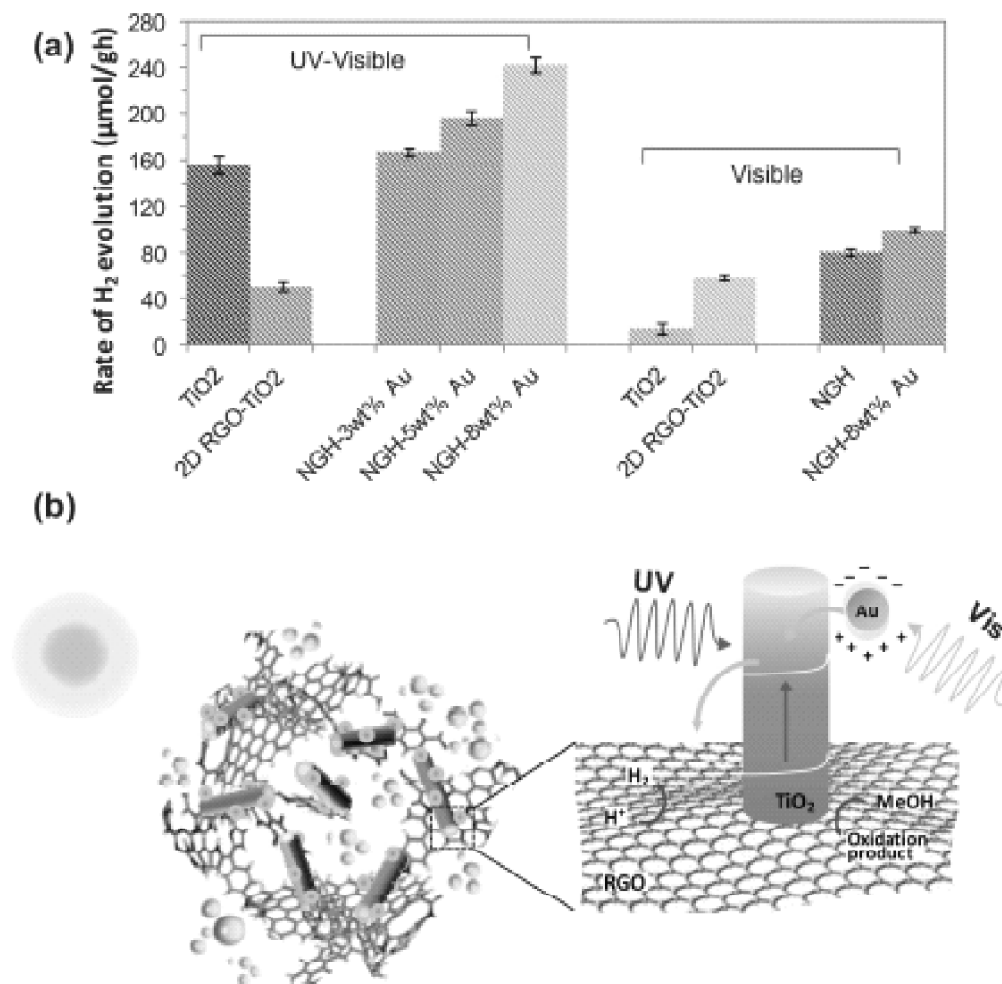 (a)
Rate of H₂ evolution (µmol/gh)
280
240
200
160
120
80
40
0
UV-Visible
Visible
TiO2
2D RGO-TiO2
NGH-3wt% Au
NGH-5wt% Au
NGH-8wt% Au
TiO2
2D RGO-TiO2
NGH
NGH-8wt% Au
(b)
UV
Au
Vis
H₂
H⁺
TiO₂
MeOH
Oxidation
product
RGO